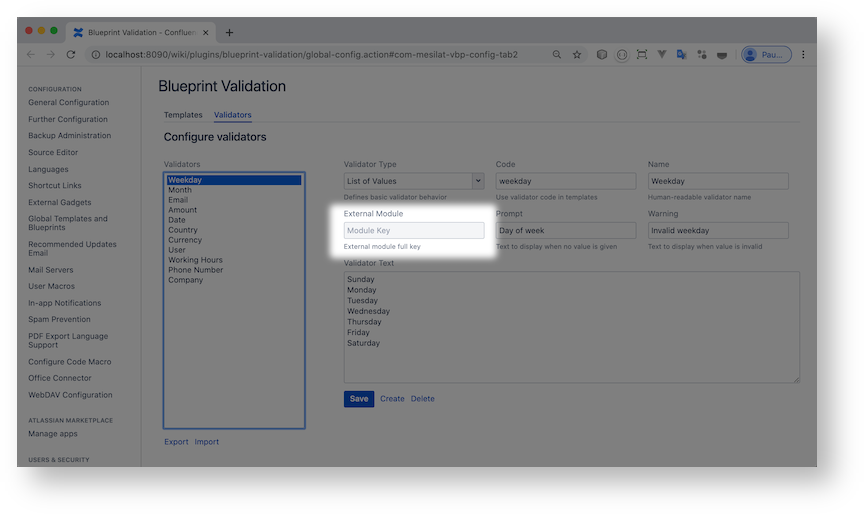 Blueprint Validation - Confluen
localhost:8090/wiki/plugins/blueprint-validation/global-config.action#com-mesilat-vbp-config-tab2
Pau...
CONFIGURATION
General Configuration
Further Configuration
Backup Administration
Source Editor
Languages
Shortcut Links
External Gadgets
Global Templates and
Blueprints
Recommended Updates
Email
Mail Servers
User Macros
In-app Notifications
Spam Prevention
PDF Export Language
Support
Configure Code Macro
Office Connector
WebDAV Configuration
ATLASSIAN MARKETPLACE
Manage apps
USERS & SECURITY
Blueprint Validation
Templates Validators
Configure validators
Validators
Weekday
Month
Email
Amount
Date
Country
Currency
User
Working Hours
Phone Number
Company
Export Import
Validator Type Code Name
List of Values weekday Weekday
Defines basic validator behavior Use validator code in templates Human-readable validator name
External Module Prompt Warning
Module Key Day of week Invalid weekday
External module full key Text to display when no value is given Text to display when value is invalid
Validator Text
Sunday
Monday
Tuesday
Wednesday
Thursday
Friday
Saturday
Save Create Delete